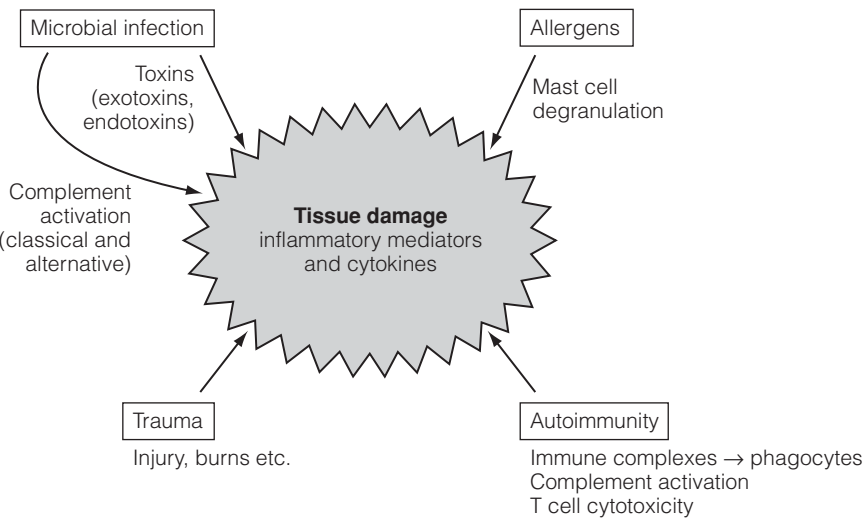 Microbial infection
Toxins
(exotoxins,
endotoxins)
Complement
activation
(classical and
alternative)
Allergens
Mast cell
degranulation
Tissue damage
inflammatory mediators
and cytokines
Trauma
Injury, burns etc.
Autoimmunity
Immune complexes → phagocytes
Complement activation
T cell cytotoxicity